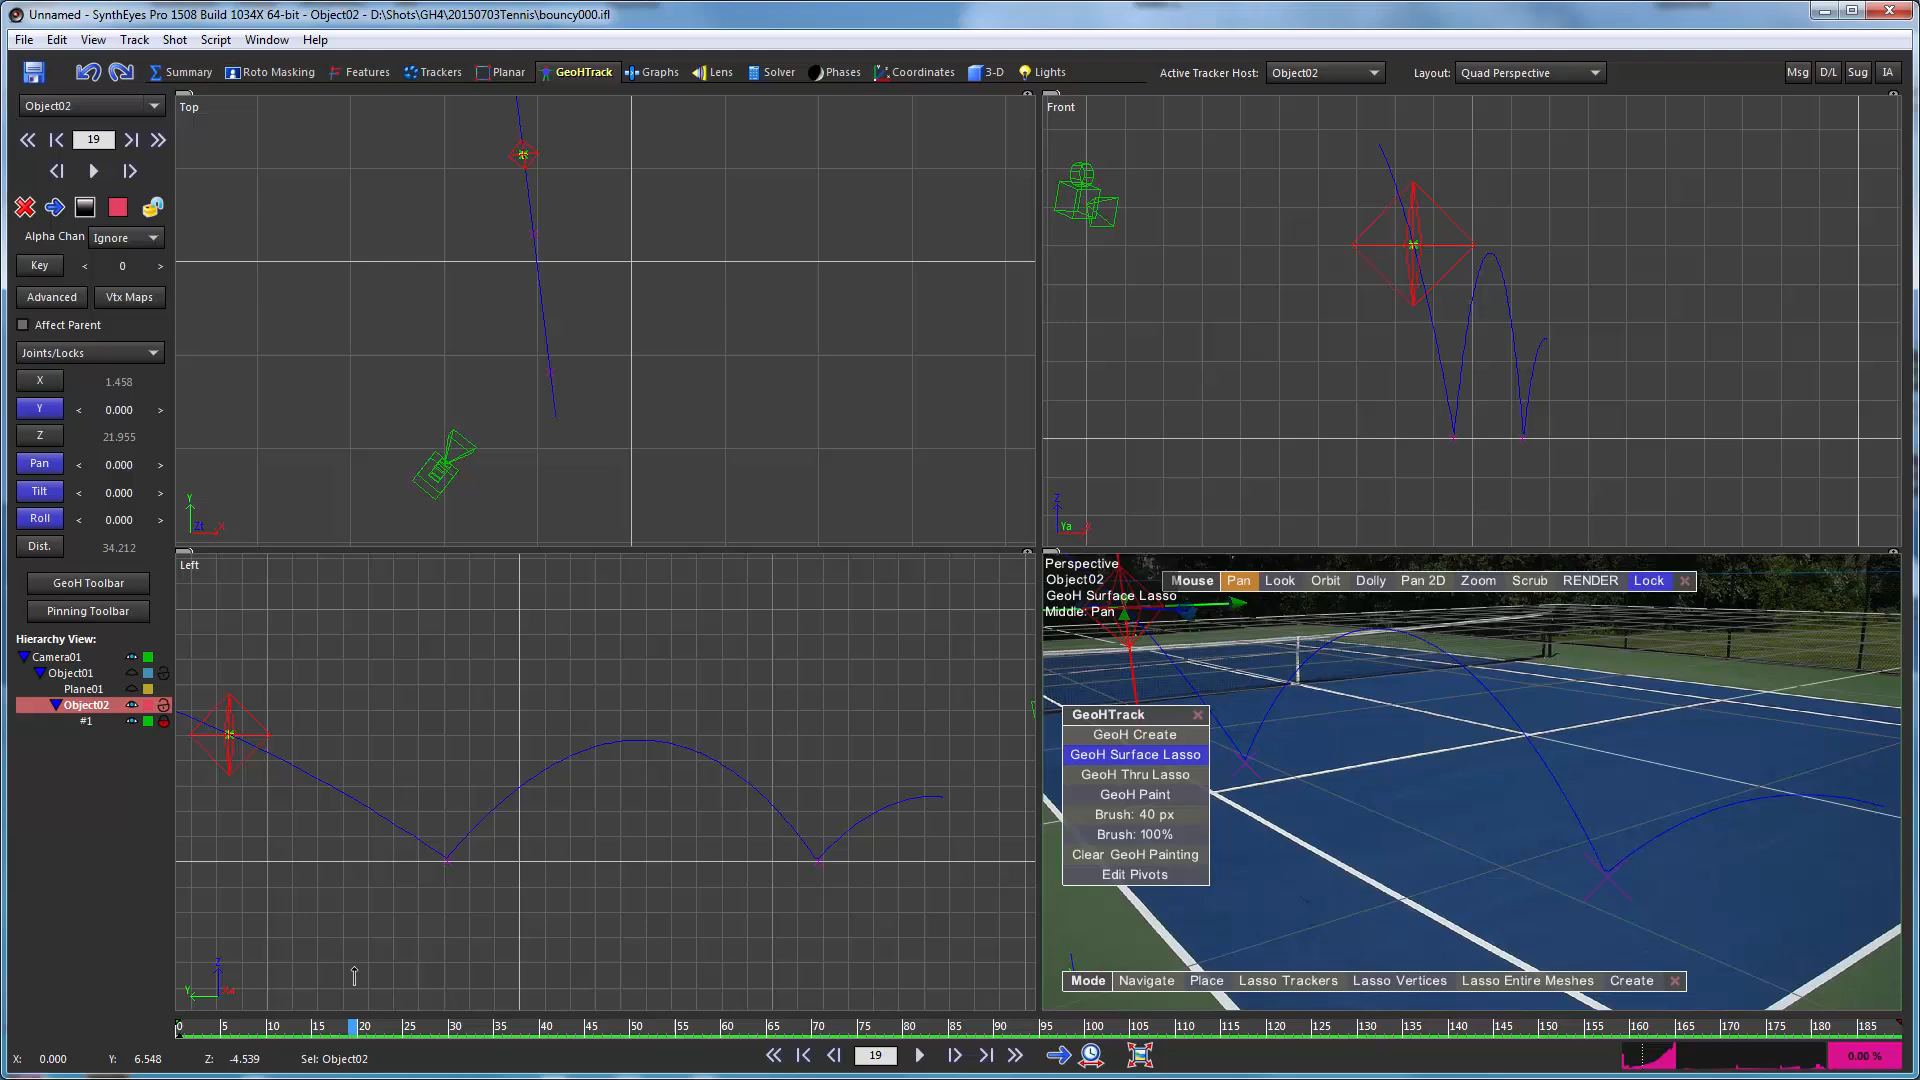 Unnamed - SynthEyes Pro 1508 Build 1034X 64-bit - Object02 - D:\Shots\GH4\20150703Tennis\bouncy000.ifl
File Edit View Track Shot Script Window Help
Summary Roto Masking Features Trackers Planar GeoHTrack Graphs Lens Solver Phases Coordinates 3-D Lights Active Tracker Host: Object02 Layout: Quad Perspective Msg D/L Sug IA
Object02
19
Alpha Chan Ignore
Key < 0 >
Advanced Vtx Maps
Affect Parent
Joints/Locks
X 1.458
Y < 0.000 >
Z 21.955
Pan < 0.000 >
Tilt < 0.000 >
Roll < 0.000 >
Dist. 34.212
GeoH Toolbar
Pinning Toolbar
Hierarchy View:
Camera01
Object01
Plane01
Object02
#1
Top
Y
Zt X
Front
Z
Ya X
Left
Z
Y
Perspective
Object02
GeoH Surface Lasso
Middle: Pan
Mouse Pan Look Orbit Dolly Pan 2D Zoom Scrub RENDER Lock
GeoHTrack
GeoH Create
GeoH Surface Lasso
GeoH Thru Lasso
GeoH Paint
Brush: 40 px
Brush: 100%
Clear GeoH Painting
Edit Pivots
Mode Navigate Place Lasso Trackers Lasso Vertices Lasso Entire Meshes Create
0 5 10 15 20 25 30 35 40 45 50 55 60 65 70 75 80 85 90 95 100 105 110 115 120 125 130 135 140 145 150 155 160 165 170 175 180 185
X: 0.000 Y: 6.548 Z: -4.539 Sel: Object02 19 0.00 %